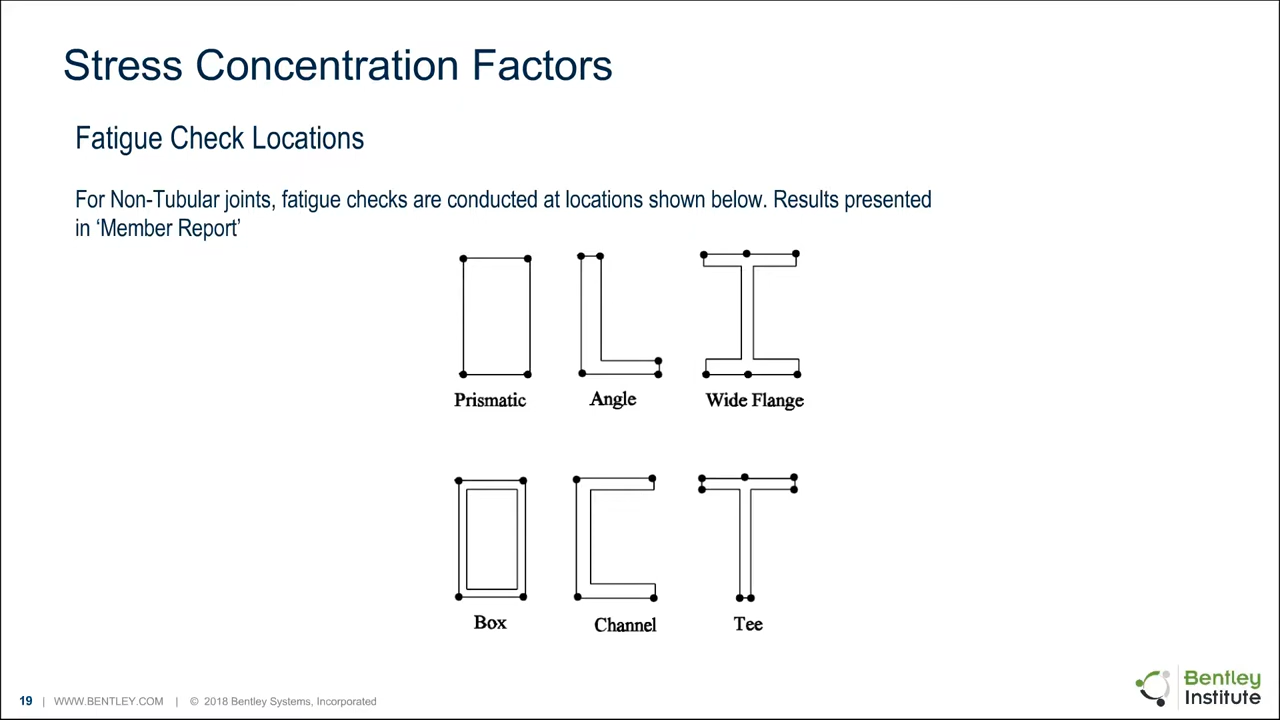 Stress Concentration Factors
Fatigue Check Locations
For Non-Tubular joints, fatigue checks are conducted at locations shown below. Results presented
in ‘Member Report’
Prismatic
Angle
Wide Flange
Box
Channel
Tee
19 | WWW.BENTLEY.COM | © 2018 Bentley Systems, Incorporated
Bentley
Institute